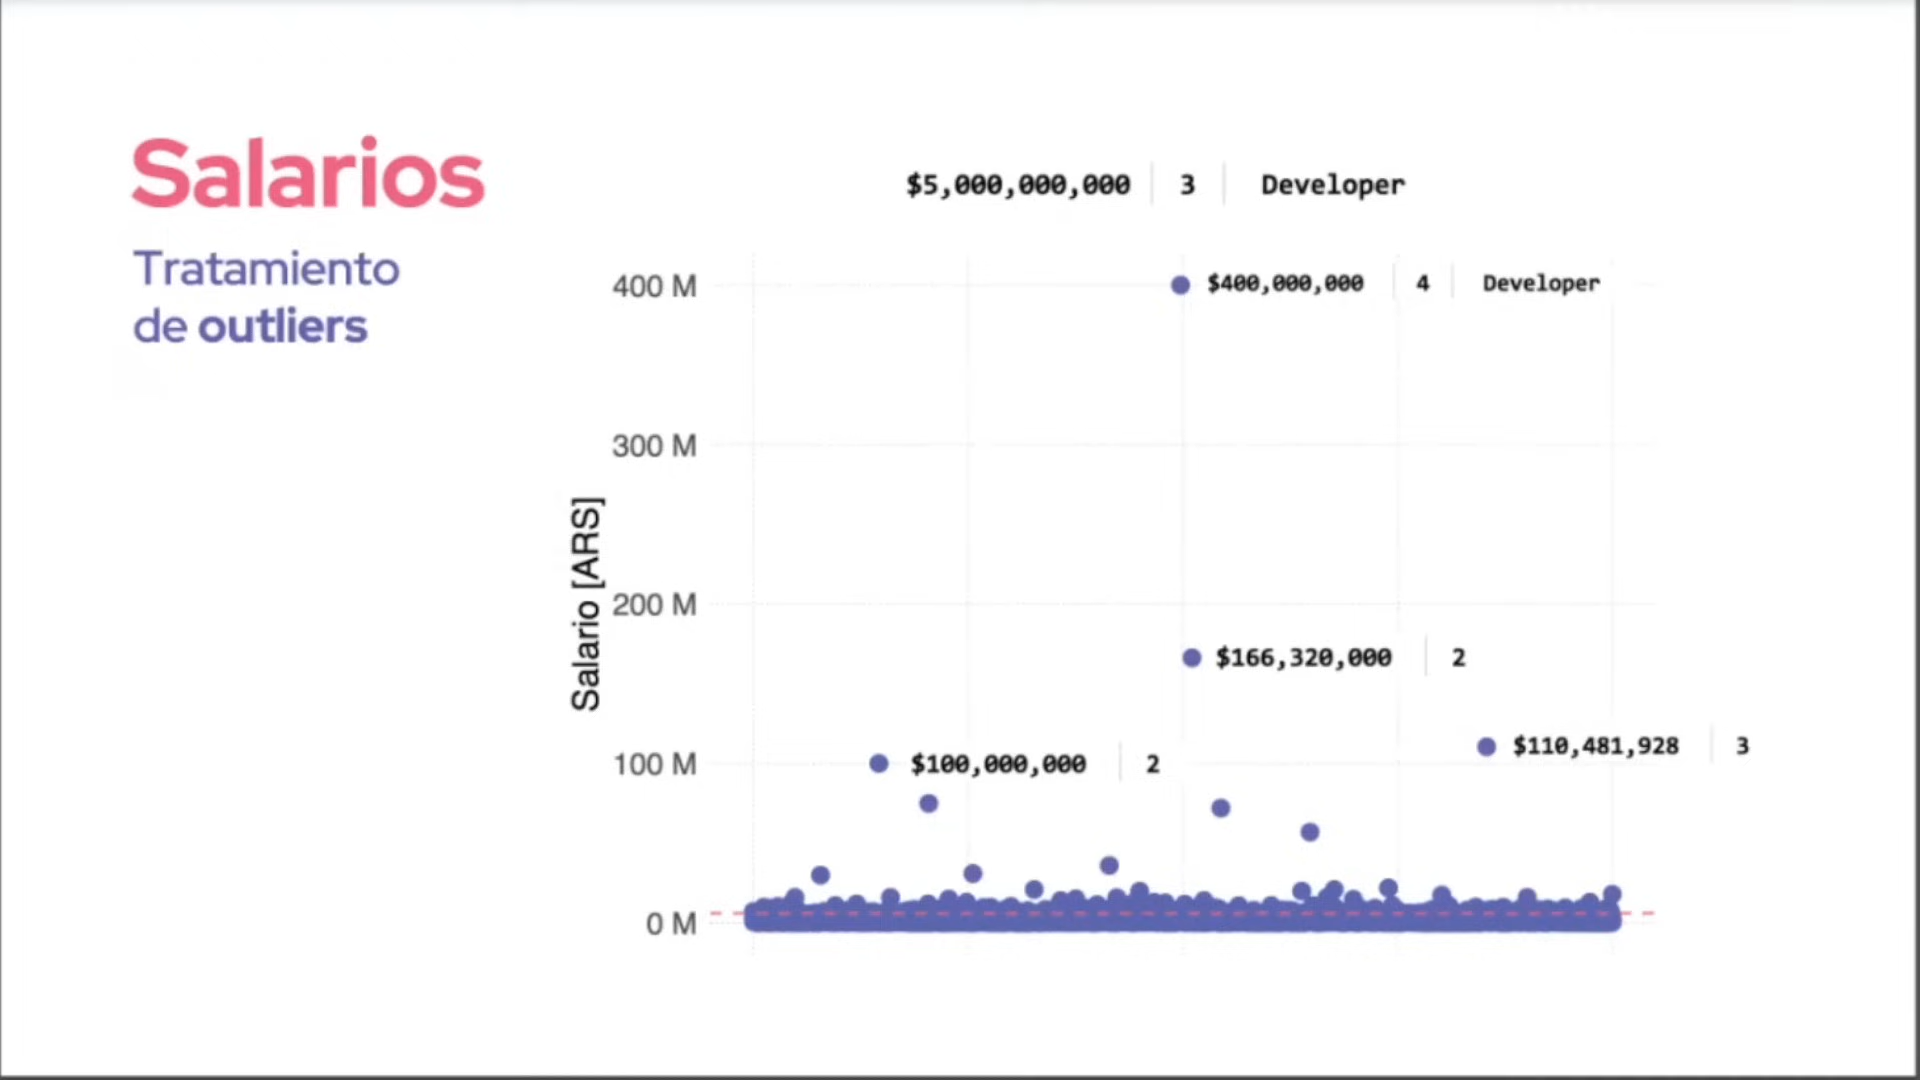 Salarios
Tratamiento
de outliers
$5,000,000,000 3 Developer
400 M
$400,000,000 4 Developer
300 M
Salario [ARS]
200 M
$166,320,000 2
$110,481,928 3
100 M
$100,000,000 2
0 M